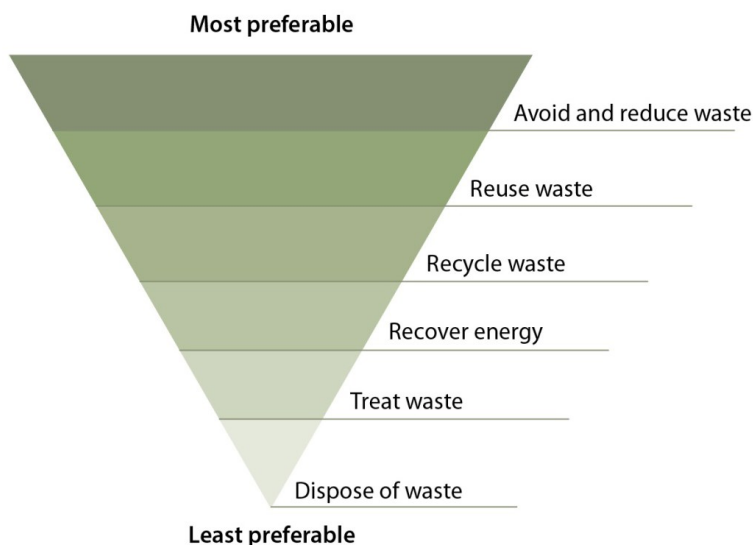 Most preferable
Avoid and reduce waste
Reuse waste
Recycle waste
Recover energy
Treat waste
Dispose of waste
Least preferable